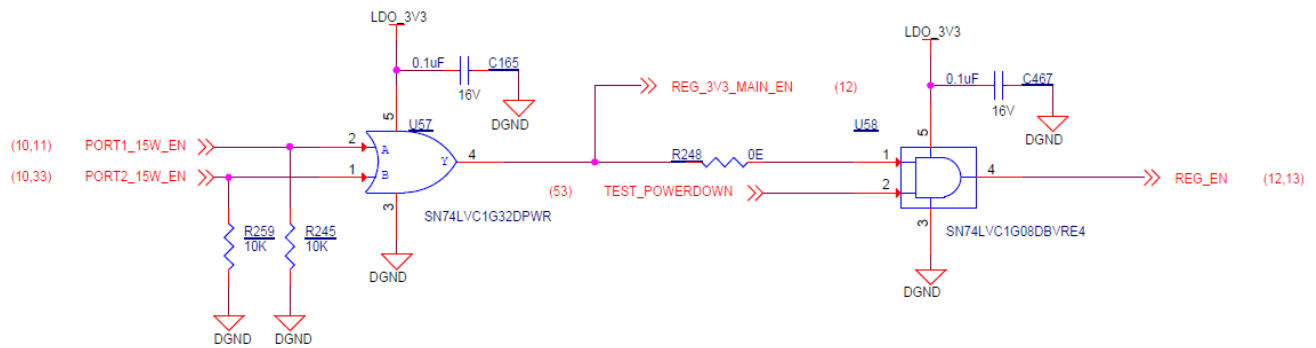 LDO_3V3
LDO_3V3
0.1uF C165
16V
DGND
REG_3V3_MAIN_EN (12)
0.1uF C467
16V
DGND
5
U57
U58
5
(10,11) PORT1_15W_EN
2 A
Y 4
R248 0E
1
(10,33) PORT2_15W_EN
1 B
(53) TEST_POWERDOWN
2
4
REG_EN (12,13)
3
SN74LVC1G32DPWR
3
SN74LVC1G08DBVRE4
R259
10K
R245
10K
DGND
DGND
DGND
DGND